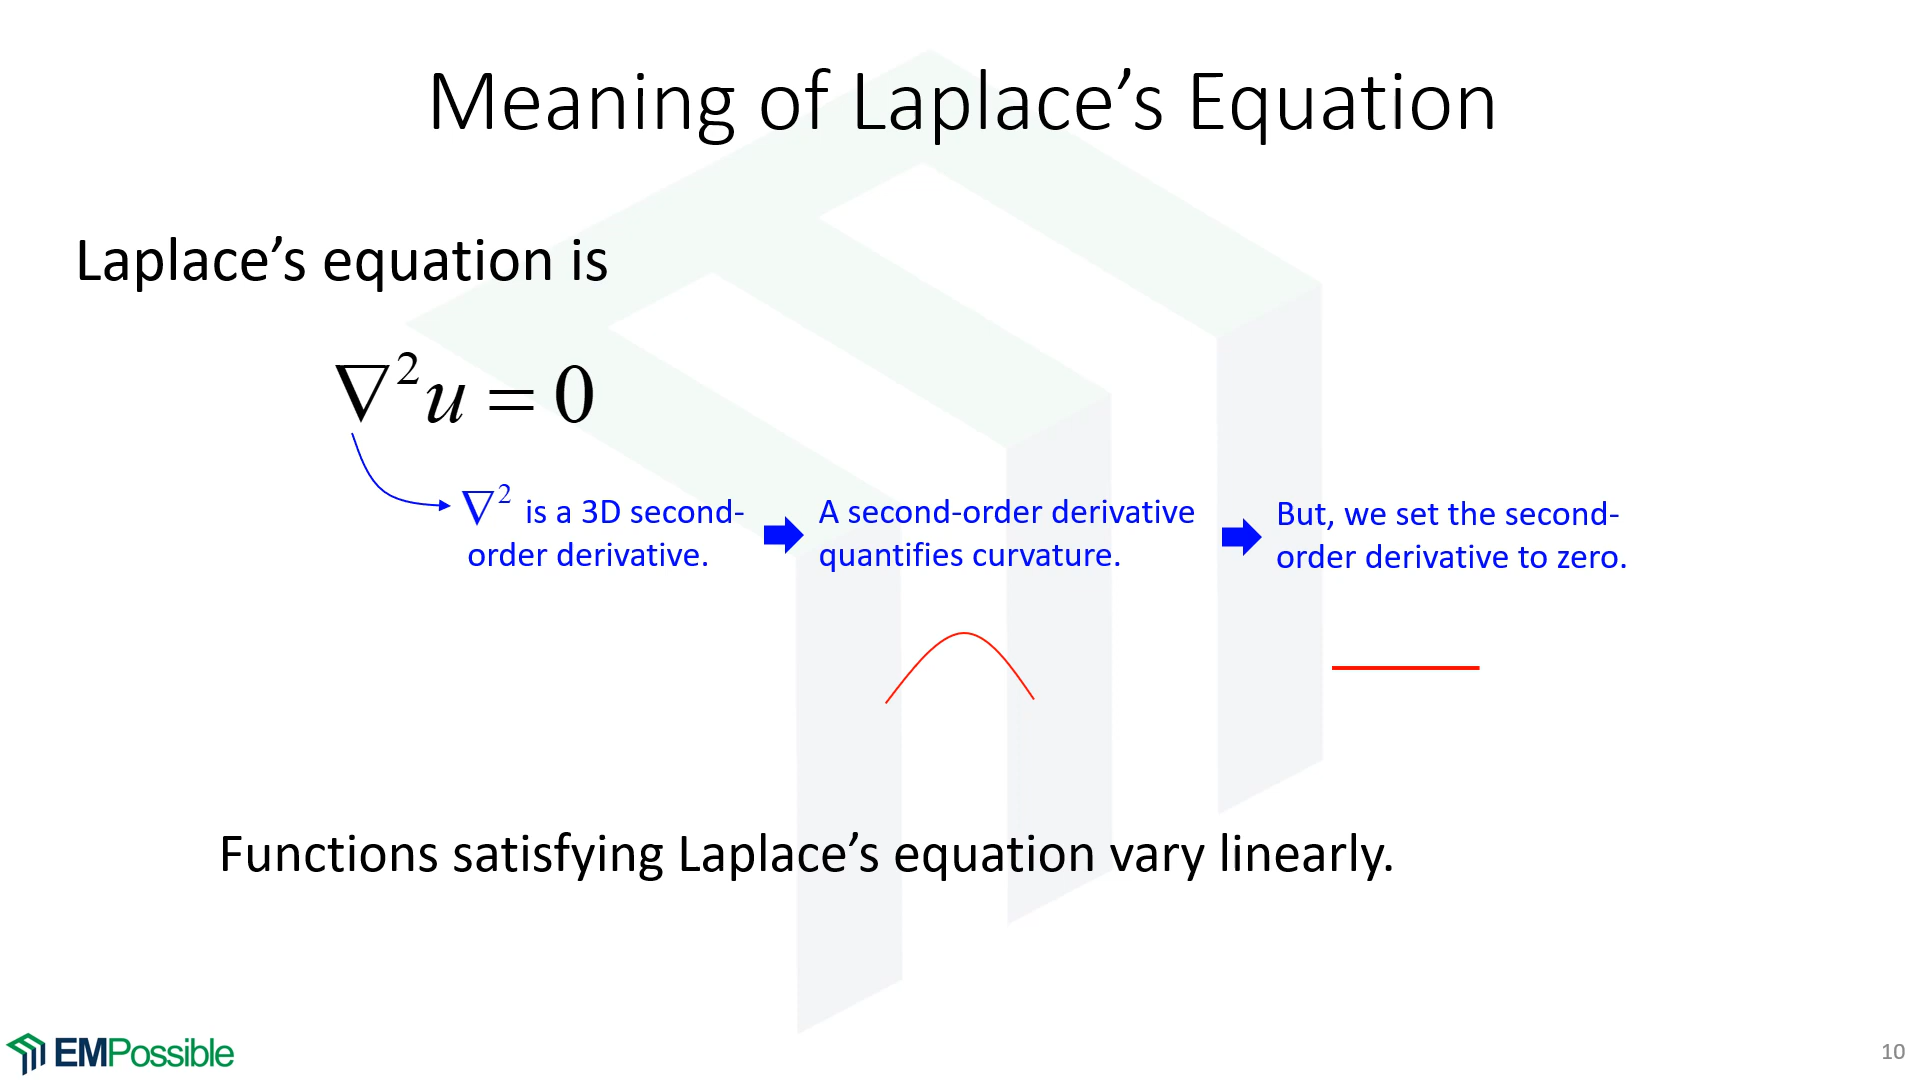 Meaning of Laplace’s Equation
Laplace’s equation is
∇²u = 0
∇² is a 3D second-
order derivative.
A second-order derivative
quantifies curvature.
But, we set the second-
order derivative to zero.
Functions satisfying Laplace’s equation vary linearly.
EMPossible
10